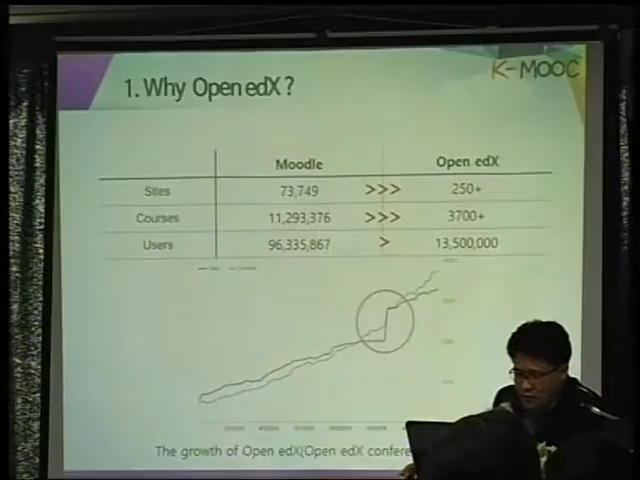 K-MOOC
1. Why Open edX?
Moodle Open edX
Sites 73,749 >>> 250+
Courses 11,293,376 >>> 3700+
Users 96,335,867 > 13,500,000
The growth of Open edX(Open edX confere